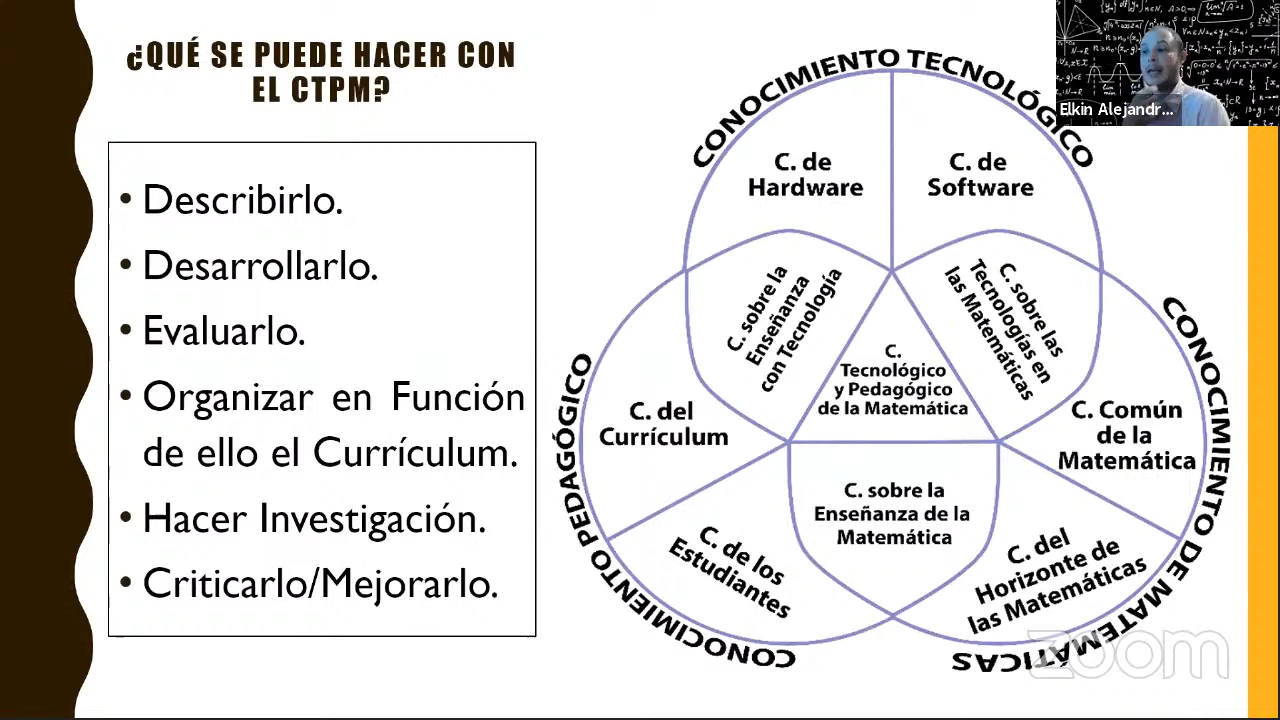 ¿QUÉ SE PUEDE HACER CON
EL CTPM?
• Describirlo.
• Desarrollarlo.
• Evaluarlo.
• Organizar en Función
de ello el Currículum.
• Hacer Investigación.
• Criticarlo/Mejorarlo.
CONOCIMIENTO TECNOLÓGICO
C. de
Hardware
C. de
Software
C. sobre la
Enseñanza
con Tecnología
C. sobre las
Tecnologías en
las Matemáticas
C.
Tecnológico
y Pedagógico
de la Matemática
CONOCIMIENTO PEDAGÓGICO
C. del
Currículum
C. de los
Estudiantes
C. sobre la
Enseñanza de la
Matemática
CONOCIMIENTO DE MATEMÁTICAS
C. Común
de la
Matemática
C. del
Horizonte de
las Matemáticas
Elkin Alejandr...
zoom